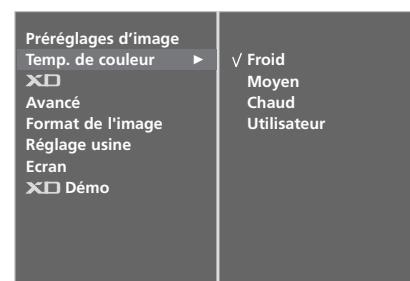 Préréglages d'image
Temp. de couleur ►
XD
Avancé
Format de l'image
Réglage usine
Ecran
XD Démo
√ Froid
Moyen
Chaud
Utilisateur